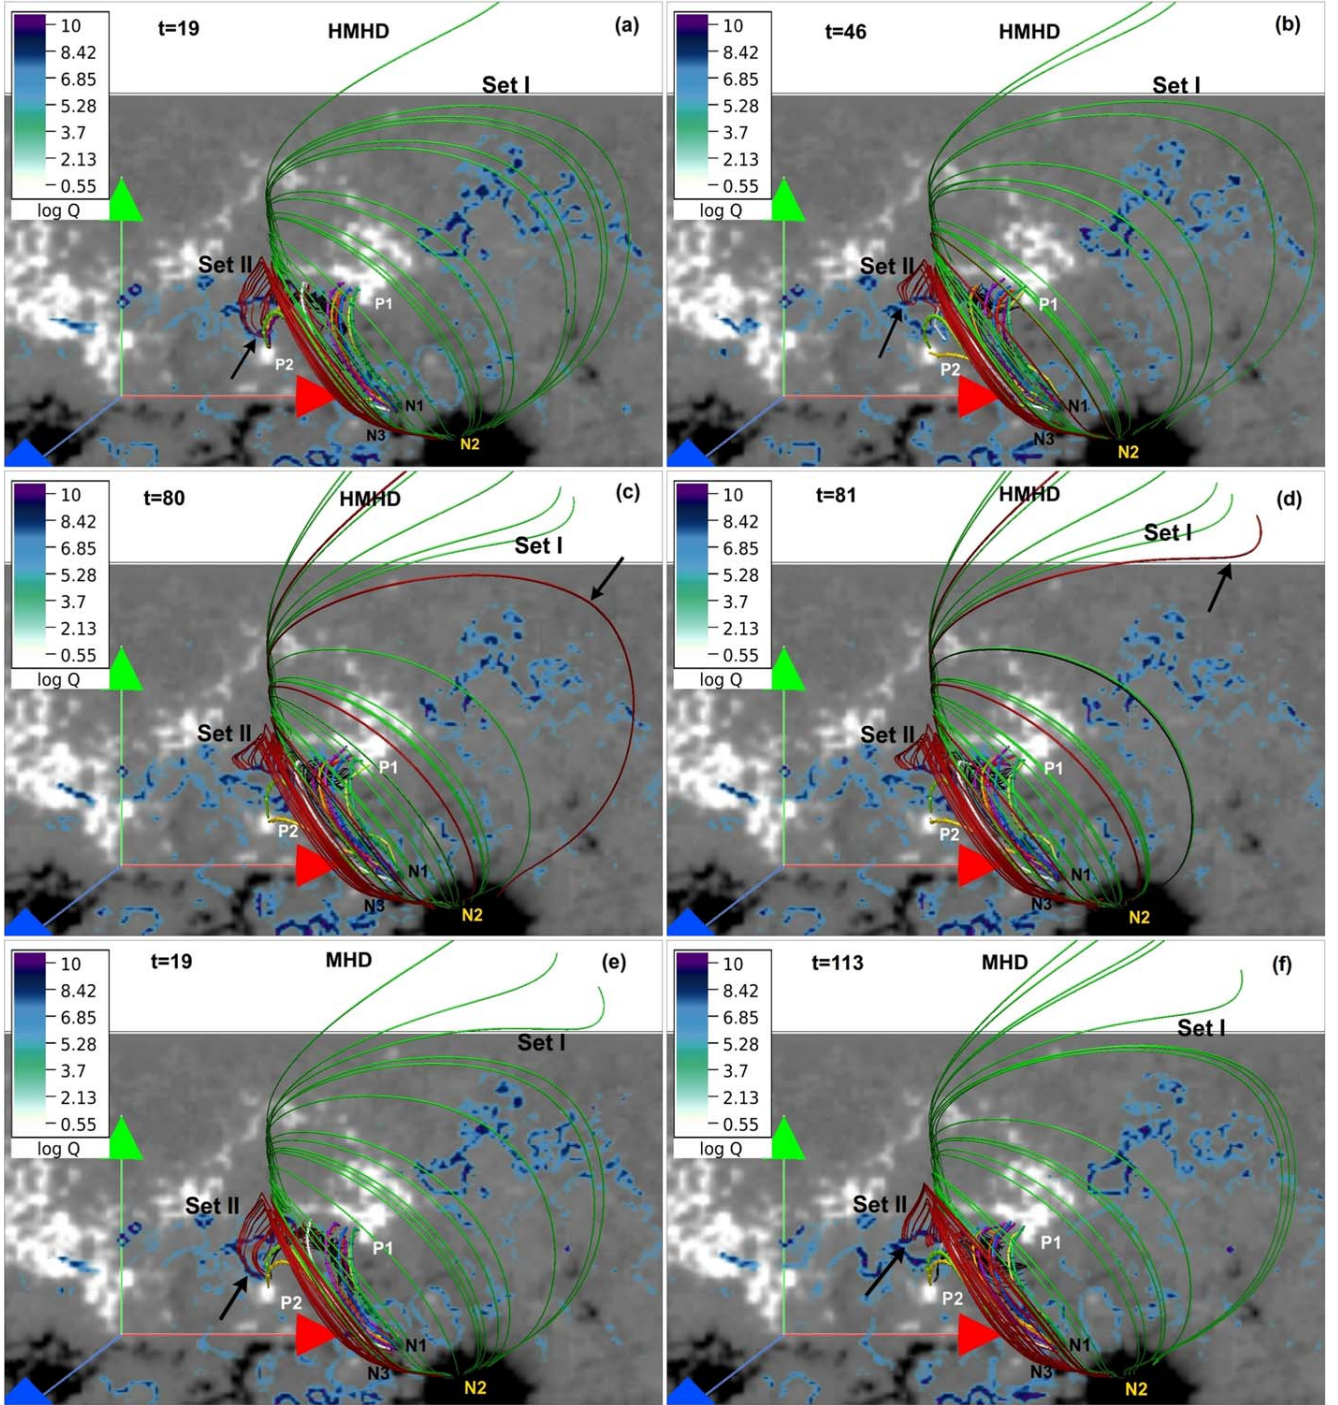 10
8.42
6.85
5.28
3.7
2.13
0.55
log Q
t=19
HMHD
(a)
Set I
Set II
P1
P2
N1
N3
N2
10
8.42
6.85
5.28
3.7
2.13
0.55
log Q
t=46
HMHD
(b)
Set I
Set II
P1
P2
N1
N3
N2
10
8.42
6.85
5.28
3.7
2.13
0.55
log Q
t=80
HMHD
(c)
Set I
Set II
P1
P2
N1
N3
N2
10
8.42
6.85
5.28
3.7
2.13
0.55
log Q
t=81
HMHD
(d)
Set I
Set II
P1
P2
N1
N3
N2
10
8.42
6.85
5.28
3.7
2.13
0.55
log Q
t=19
MHD
(e)
Set I
Set II
P1
P2
N1
N3
N2
10
8.42
6.85
5.28
3.7
2.13
0.55
log Q
t=113
MHD
(f)
Set I
Set II
P1
P2
N1
N3
N2